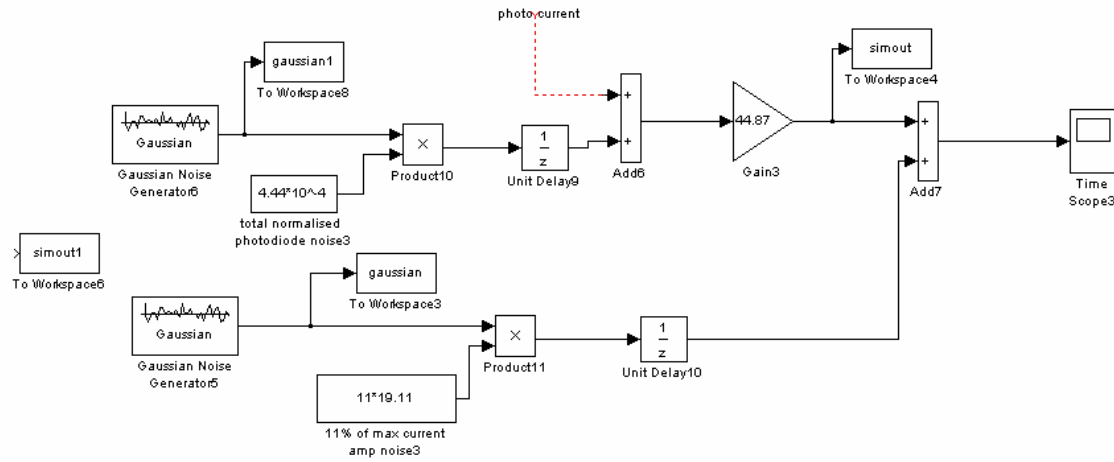 photo current
gaussian1
To Workspace8
simout
To Workspace4
Gaussian
Gaussian Noise
Generator6
×
Product10
1
z
Unit Delay9
+
+
Add6
44.87
Gain3
+
+
Add7
Time
Scope3
4.44*10^-4
total normalised
photodiode noise3
simout1
To Workspace6
gaussian
To Workspace3
Gaussian
Gaussian Noise
Generator5
×
Product11
1
z
Unit Delay10
11*19.11
11% of max current
amp noise3